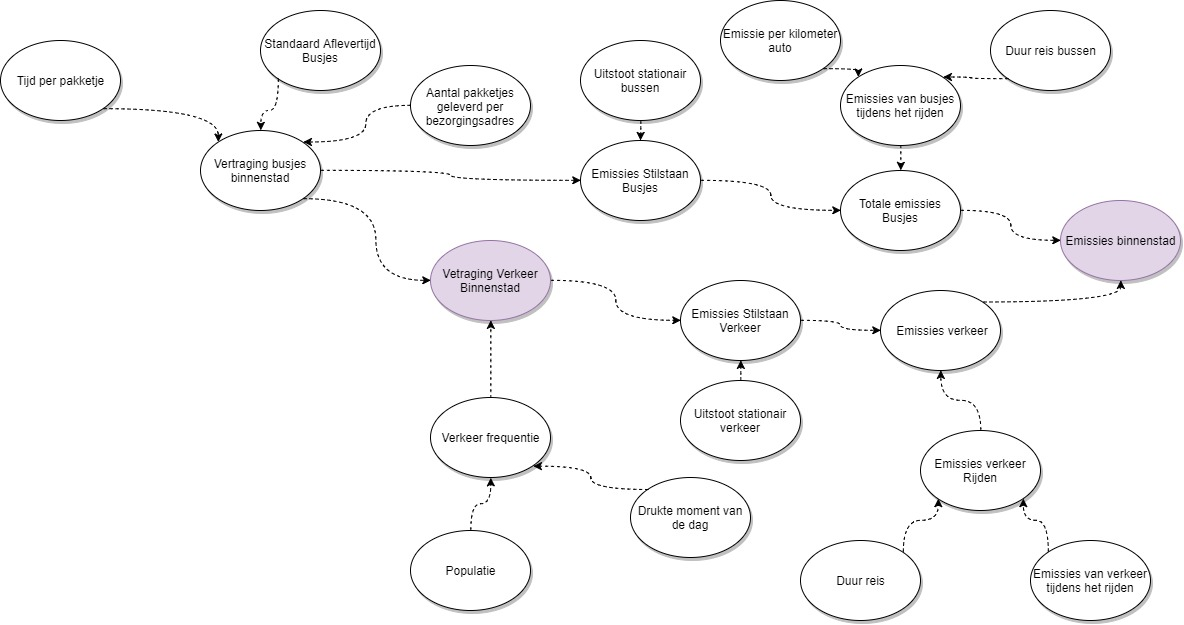 Tijd per pakketje
Standaard Aflevertijd
Busjes
Aantal pakketjes
geleverd per
bezorgingsadres
Vertraging busjes
binnenstad
Uitstoot stationair
bussen
Emissies Stilstaan
Busjes
Emissie per kilometer
auto
Duur reis bussen
Emissies van busjes
tijdens het rijden
Totale emissies
Busjes
Emissies binnenstad
Vetraging Verkeer
Binnenstad
Emissies Stilstaan
Verkeer
Emissies verkeer
Uitstoot stationair
verkeer
Verkeer frequentie
Drukte moment van
de dag
Populatie
Emissies verkeer
Rijden
Duur reis
Emissies van verkeer
tijdens het rijden